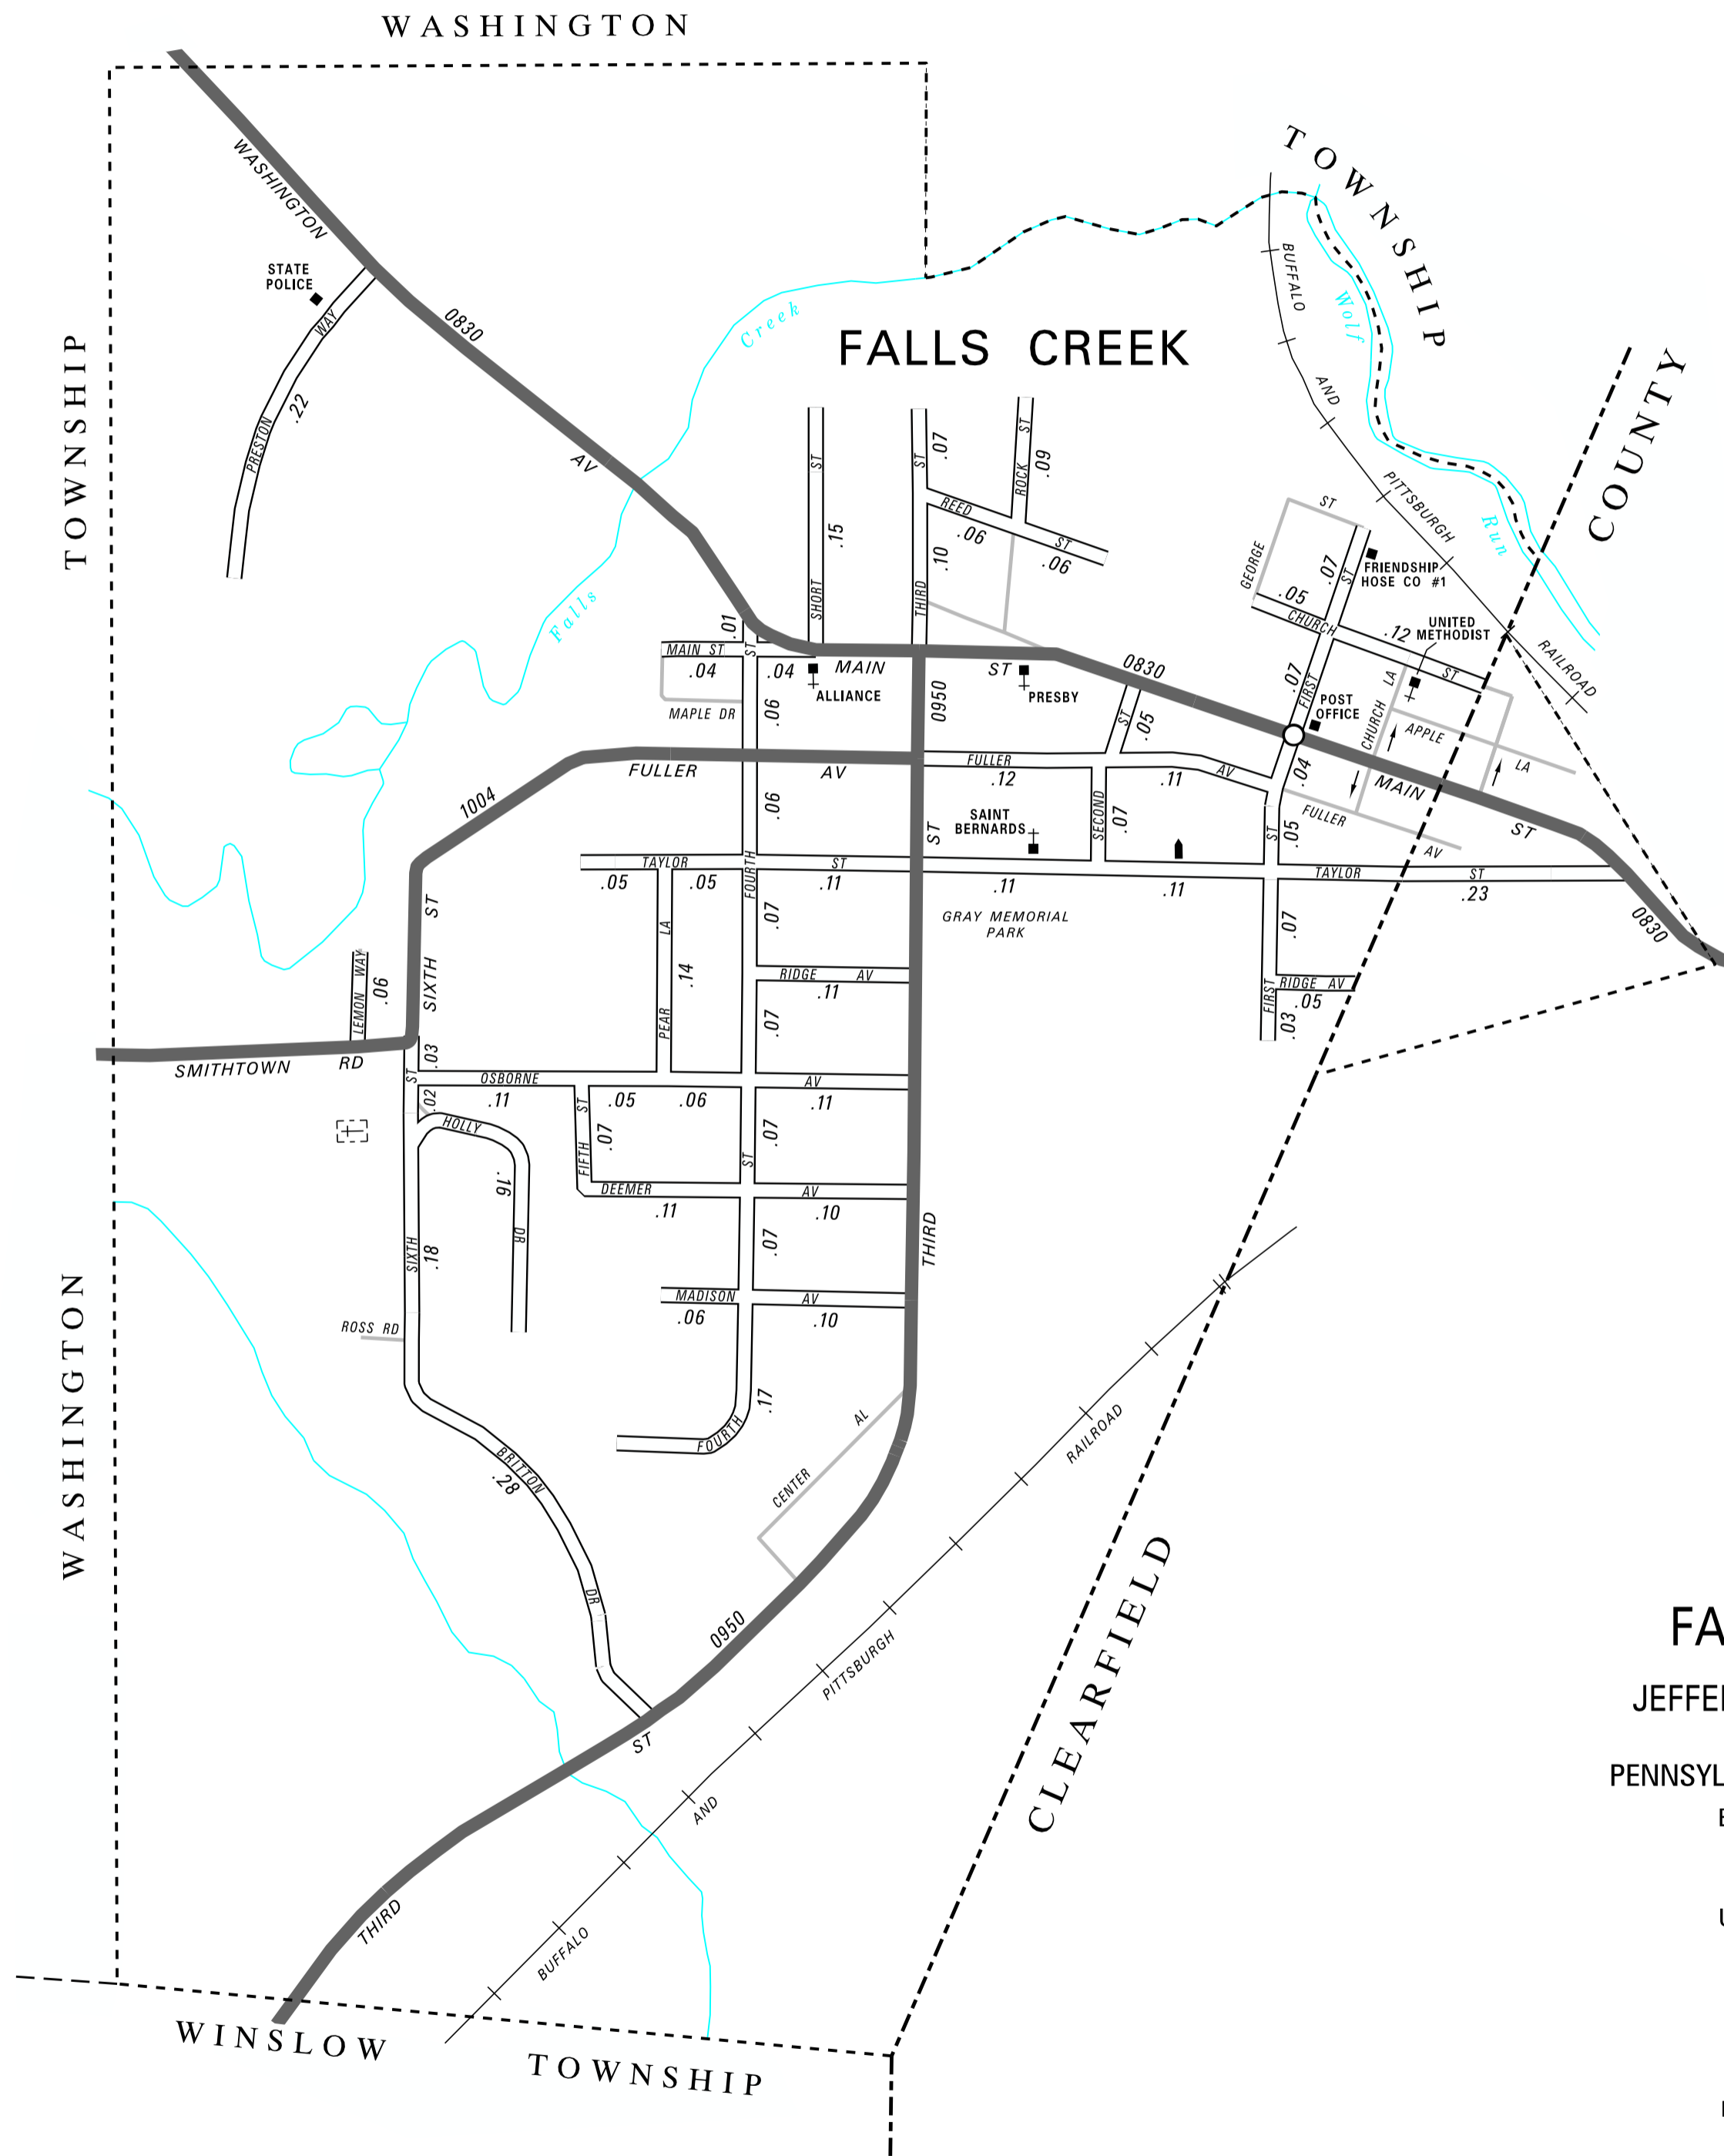 WASHINGTON
TOWNSHIP
WASHINGTON
TOWNSHIP
COUNTY
CLEARFIELD
WINSLOW
TOWNSHIP
FALLS CREEK
WASHINGTON
AV
0830
STATE
POLICE
PRESTON
WAY
.22
Falls
Creek
Wolf
Run
BUFFALO
AND
PITTSBURGH
RAILROAD
SHORT
ST
.15
THIRD
ST
.07
.10
ROCK
ST
.09
REED
ST
.06
.06
GEORGE
ST
.05
.07
ST
FRIENDSHIP
HOSE CO #1
CHURCH
ST
.12
UNITED
METHODIST
.07
FIRST
POST
OFFICE
CHURCH
LA
APPLE
LA
.01
ST
MAIN ST
.04
.04
ALLIANCE
MAIN
ST
PRESBY
0830
MAIN
ST
0830
MAPLE DR
.06
0950
ST
.05
FULLER
AV
1004
FULLER
AV
.12
.11
.04
FULLER
AV
.06
SAINT
BERNARDS
SECOND
.07
ST
.05
ST
TAYLOR
ST
.05
.05
.11
.11
.11
TAYLOR
ST
.23
FOURTH
.07
GRAY MEMORIAL
PARK
.07
SIXTH
ST
LEMON WAY
.06
PEAR
LA
.14
RIDGE
AV
.11
FIRST
RIDGE AV
.05
.03
.07
SMITHTOWN
RD
.03
ST
.02
OSBORNE
AV
.11
.05
.06
.11
HOLLY
DR
.16
FIFTH
ST
.07
.07
ST
DEEMER
AV
.11
.10
SIXTH
.18
.07
THIRD
MADISON
AV
.06
.10
ROSS RD
FOURTH
.17
CENTER
AL
BRITTON
DR
.28
0950
ST
THIRD
BUFFALO
AND
PITTSBURGH
RAILROAD
FA
JEFFE
PENNSYL